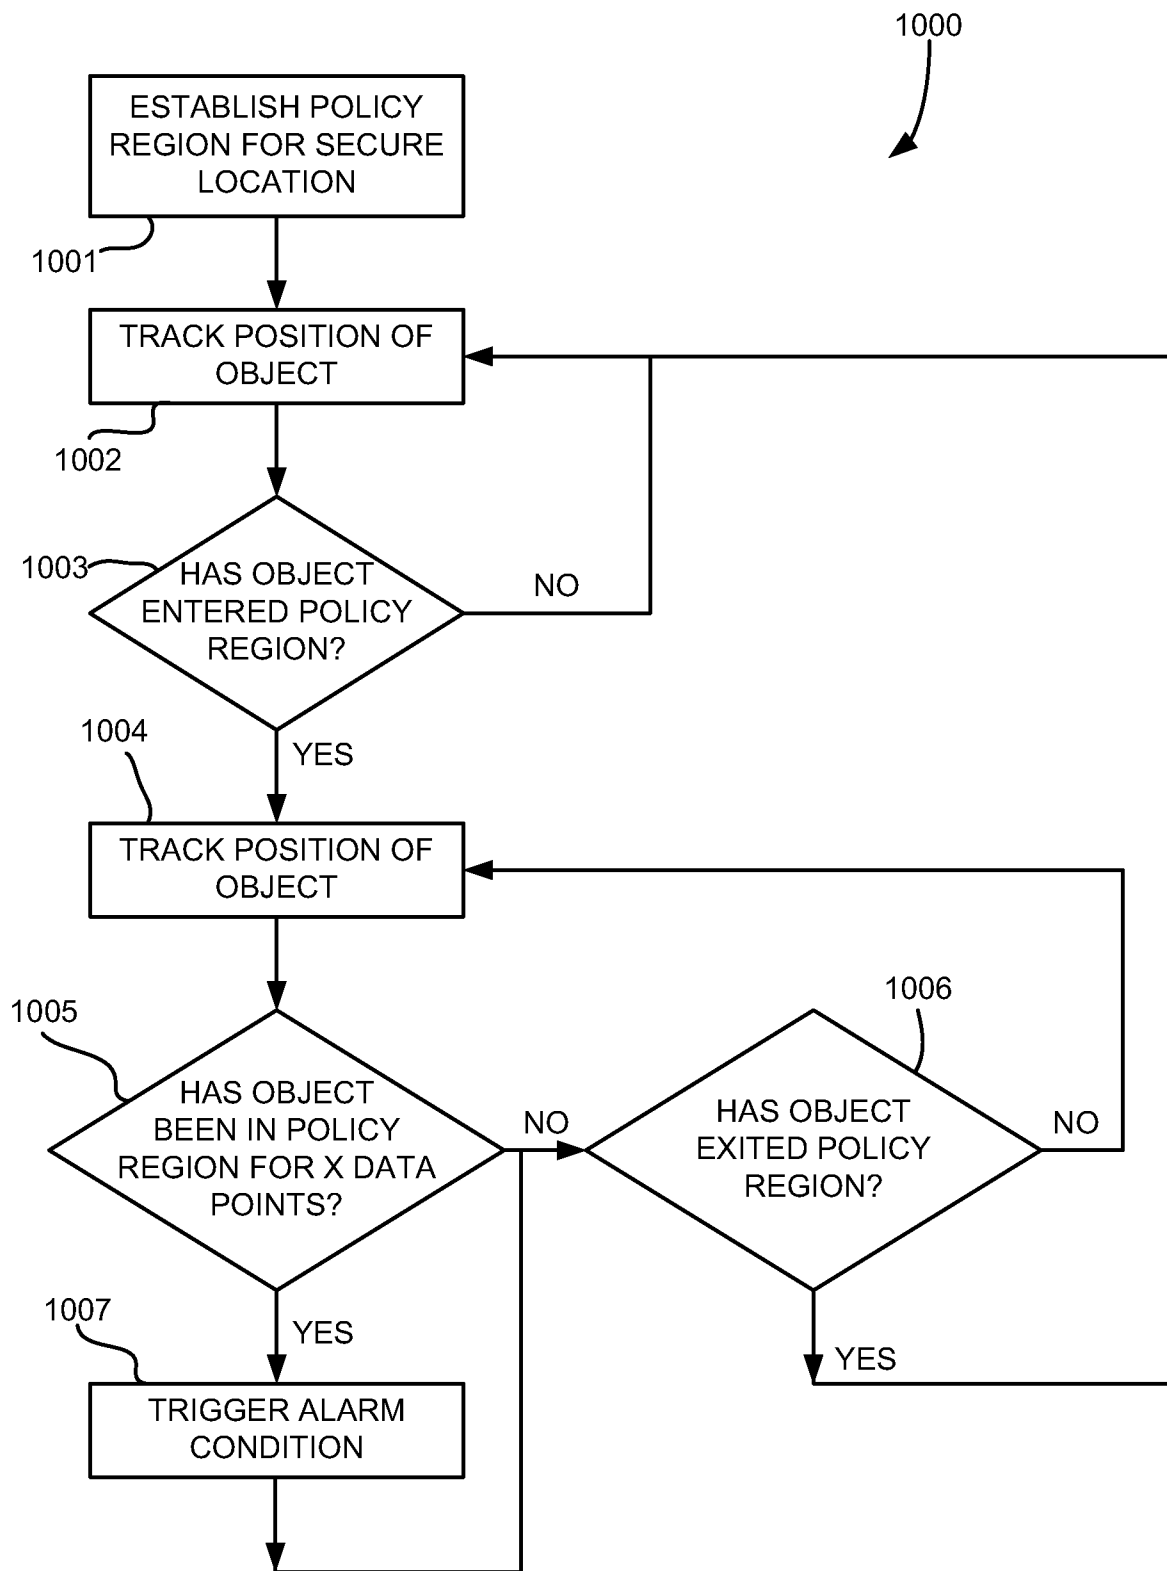 1000
ESTABLISH POLICY
REGION FOR SECURE
LOCATION
1001
TRACK POSITION OF
OBJECT
1002
1003
HAS OBJECT
ENTERED POLICY
REGION?
NO
YES
1004
TRACK POSITION OF
OBJECT
1005
HAS OBJECT
BEEN IN POLICY
REGION FOR X DATA
POINTS?
NO
1006
HAS OBJECT
EXITED POLICY
REGION?
NO
YES
YES
1007
TRIGGER ALARM
CONDITION